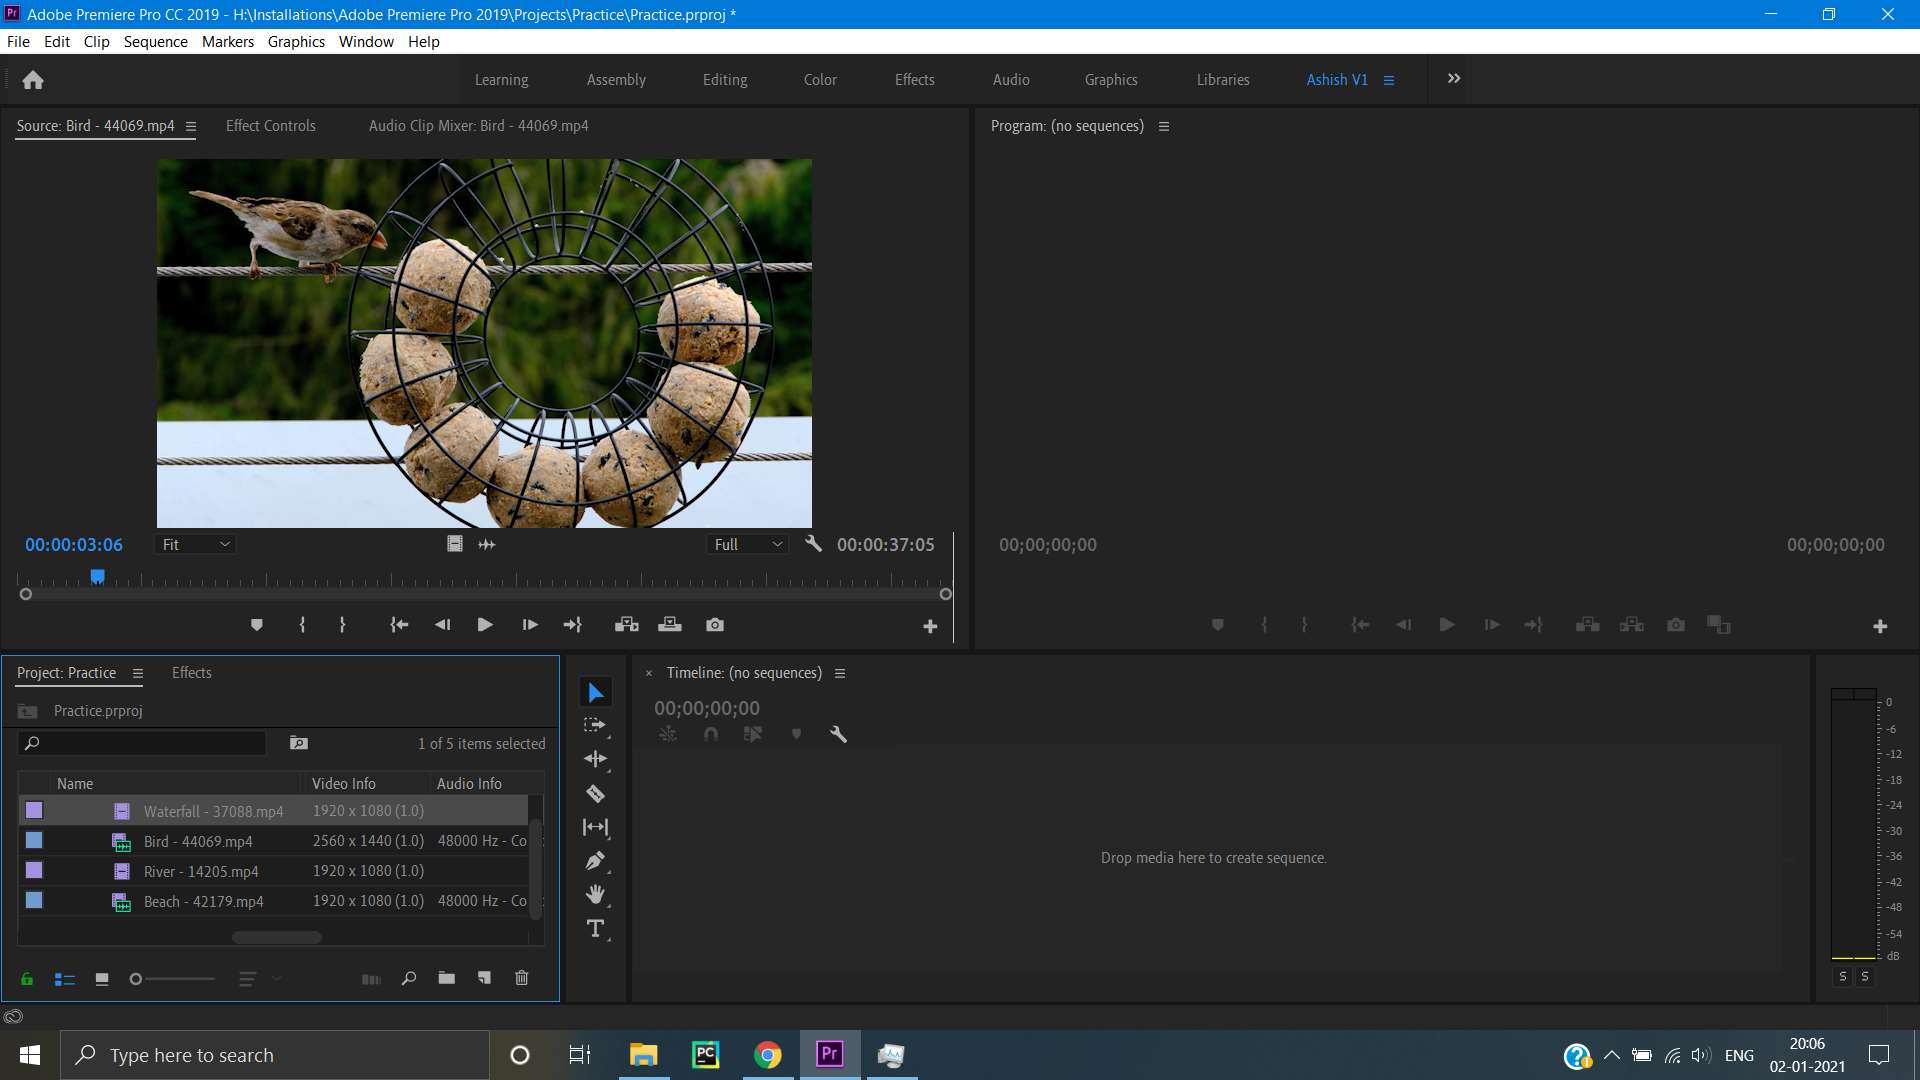 Pr Adobe Premiere Pro CC 2019 - H:\Installations\Adobe Premiere Pro 2019\Projects\Practice\Practice.prproj *
File Edit Clip Sequence Markers Graphics Window Help
Learning Assembly Editing Color Effects Audio Graphics Libraries Ashish V1
Source: Bird - 44069.mp4 Effect Controls Audio Clip Mixer: Bird - 44069.mp4
Program: (no sequences)
00:00:03:06 Fit Full 00:00:37:05
00;00;00;00 00;00;00;00
Project: Practice Effects
Practice.prproj
1 of 5 items selected
Name Video Info Audio Info
Waterfall - 37088.mp4 1920 x 1080 (1.0)
Bird - 44069.mp4 2560 x 1440 (1.0) 48000 Hz - Co
River - 14205.mp4 1920 x 1080 (1.0)
Beach - 42179.mp4 1920 x 1080 (1.0) 48000 Hz - Co
T
× Timeline: (no sequences)
00;00;00;00
Drop media here to create sequence.
0
-6
-12
-18
-24
-30
-36
-42
-48
-54
dB
S S
Type here to search
PC
Pr
ENG
20:06
02-01-2021